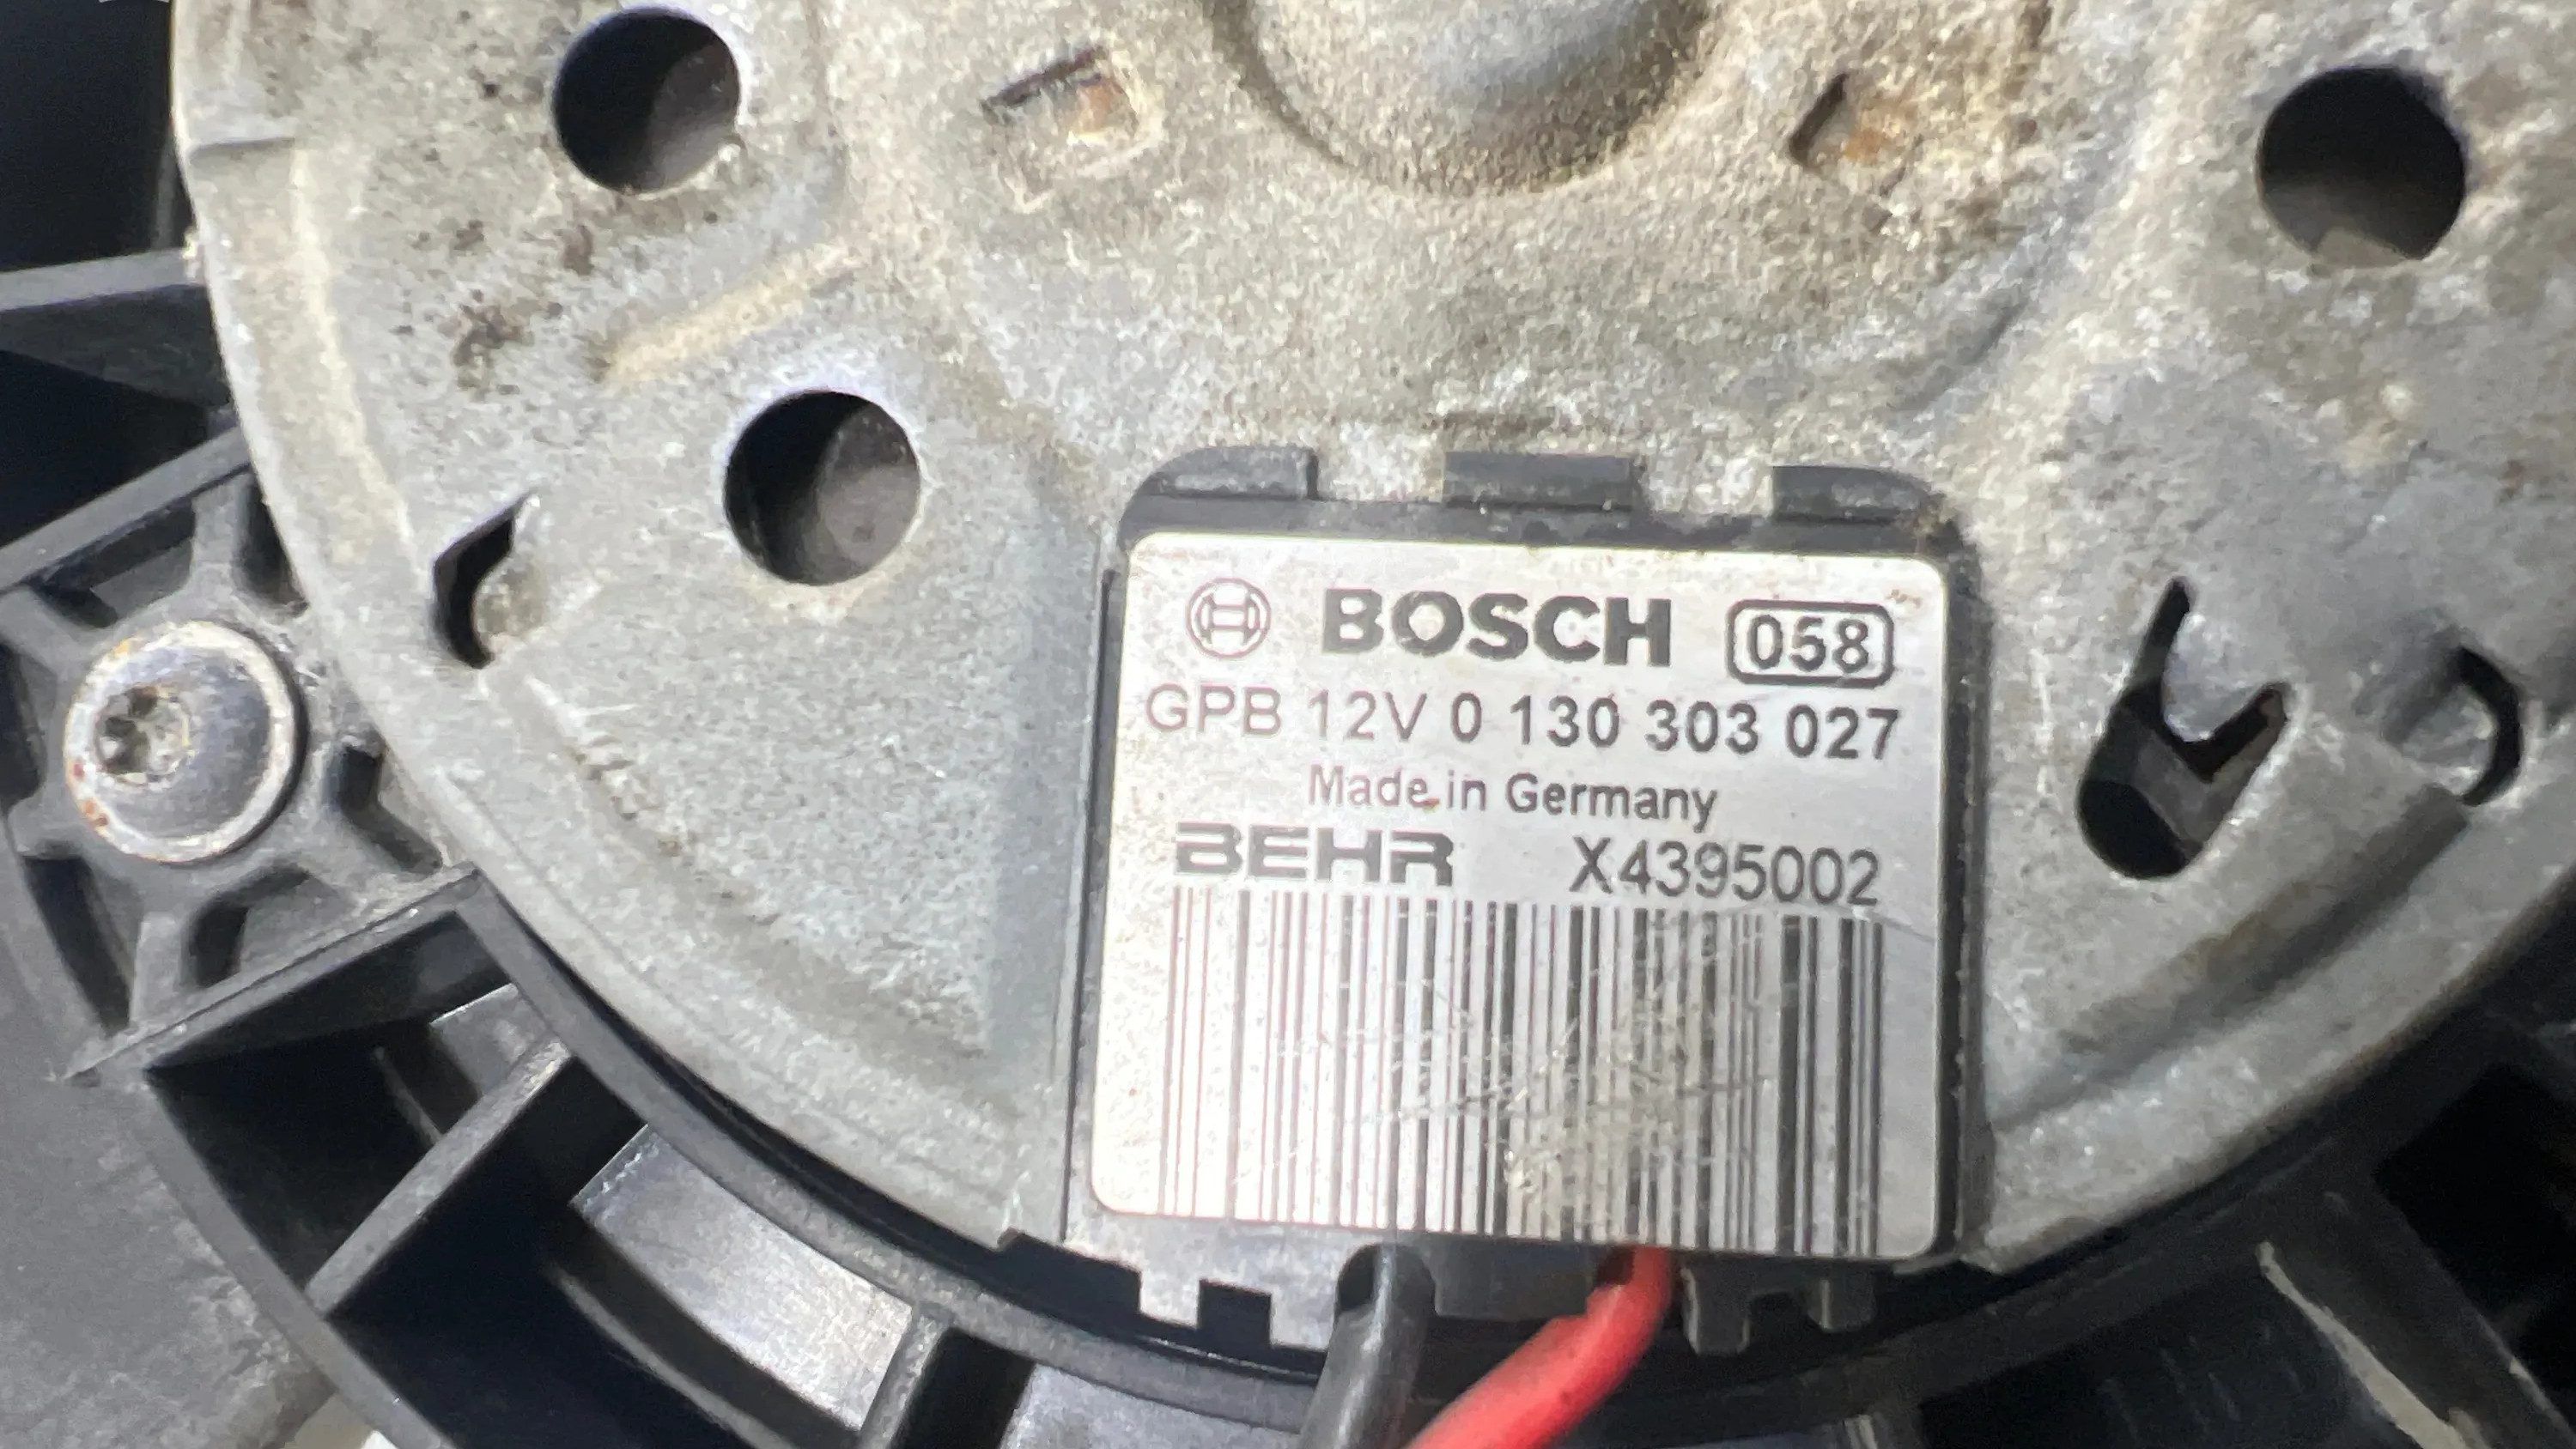 BOSCH 058
GPB 12V 0 130 303 027
Made in Germany
BEHR X4395002